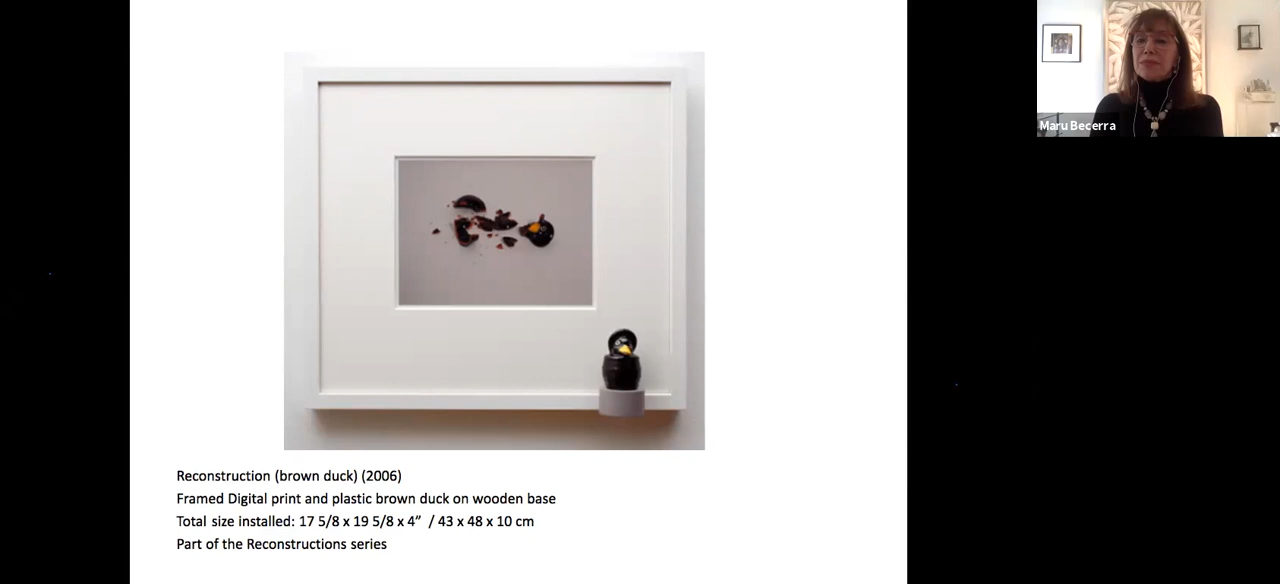 Maru Becerra
Reconstruction (brown duck) (2006)
Framed Digital print and plastic brown duck on wooden base
Total size installed: 17 5/8 x 19 5/8 x 4” / 43 x 48 x 10 cm
Part of the Reconstructions series